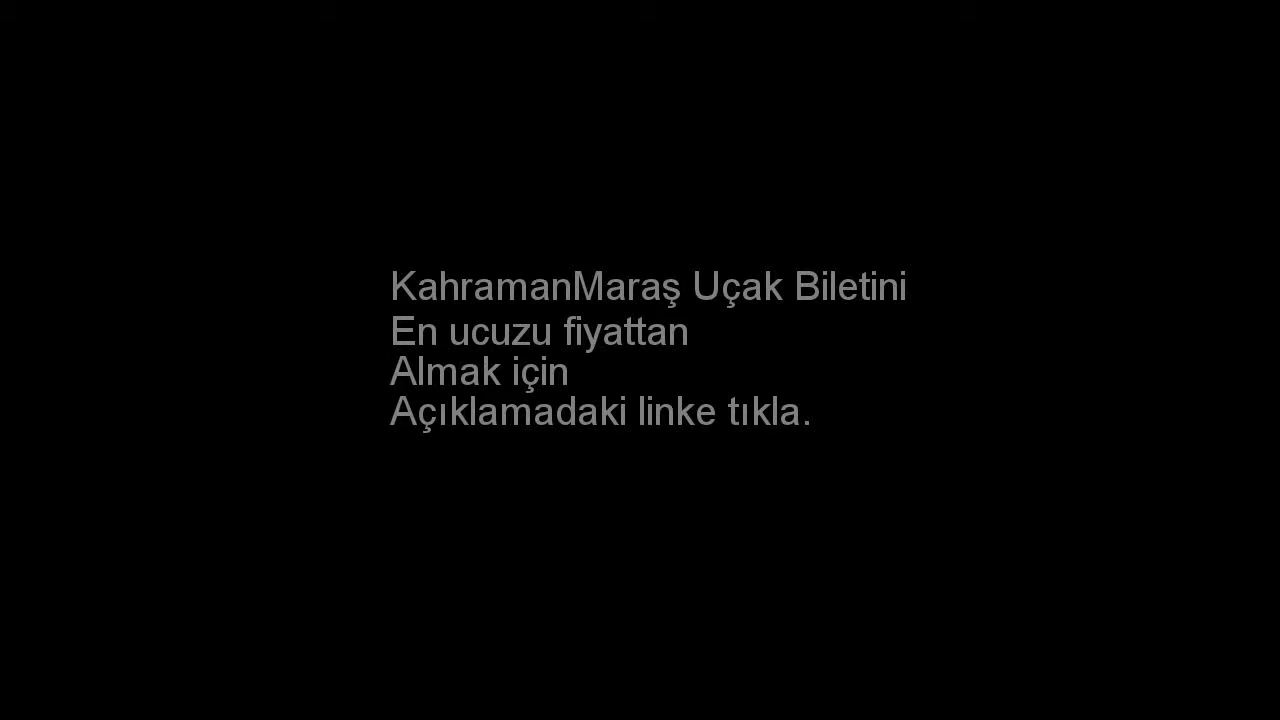 KahramanMaraş Uçak Biletini
En ucuzu fiyattan
Almak için
Açıklamadaki linke tıkla.